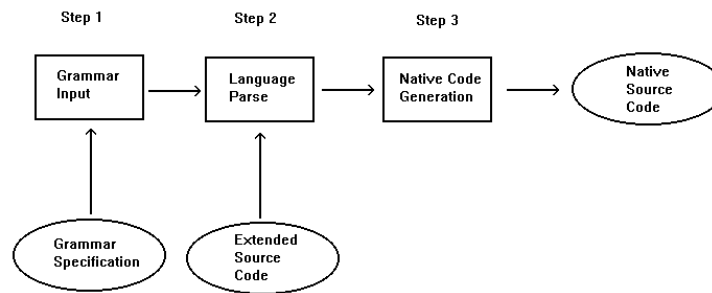 Step 1
Step 2
Step 3
Grammar
Input
Language
Parse
Native Code
Generation
Native
Source
Code
Grammar
Specification
Extended
Source
Code